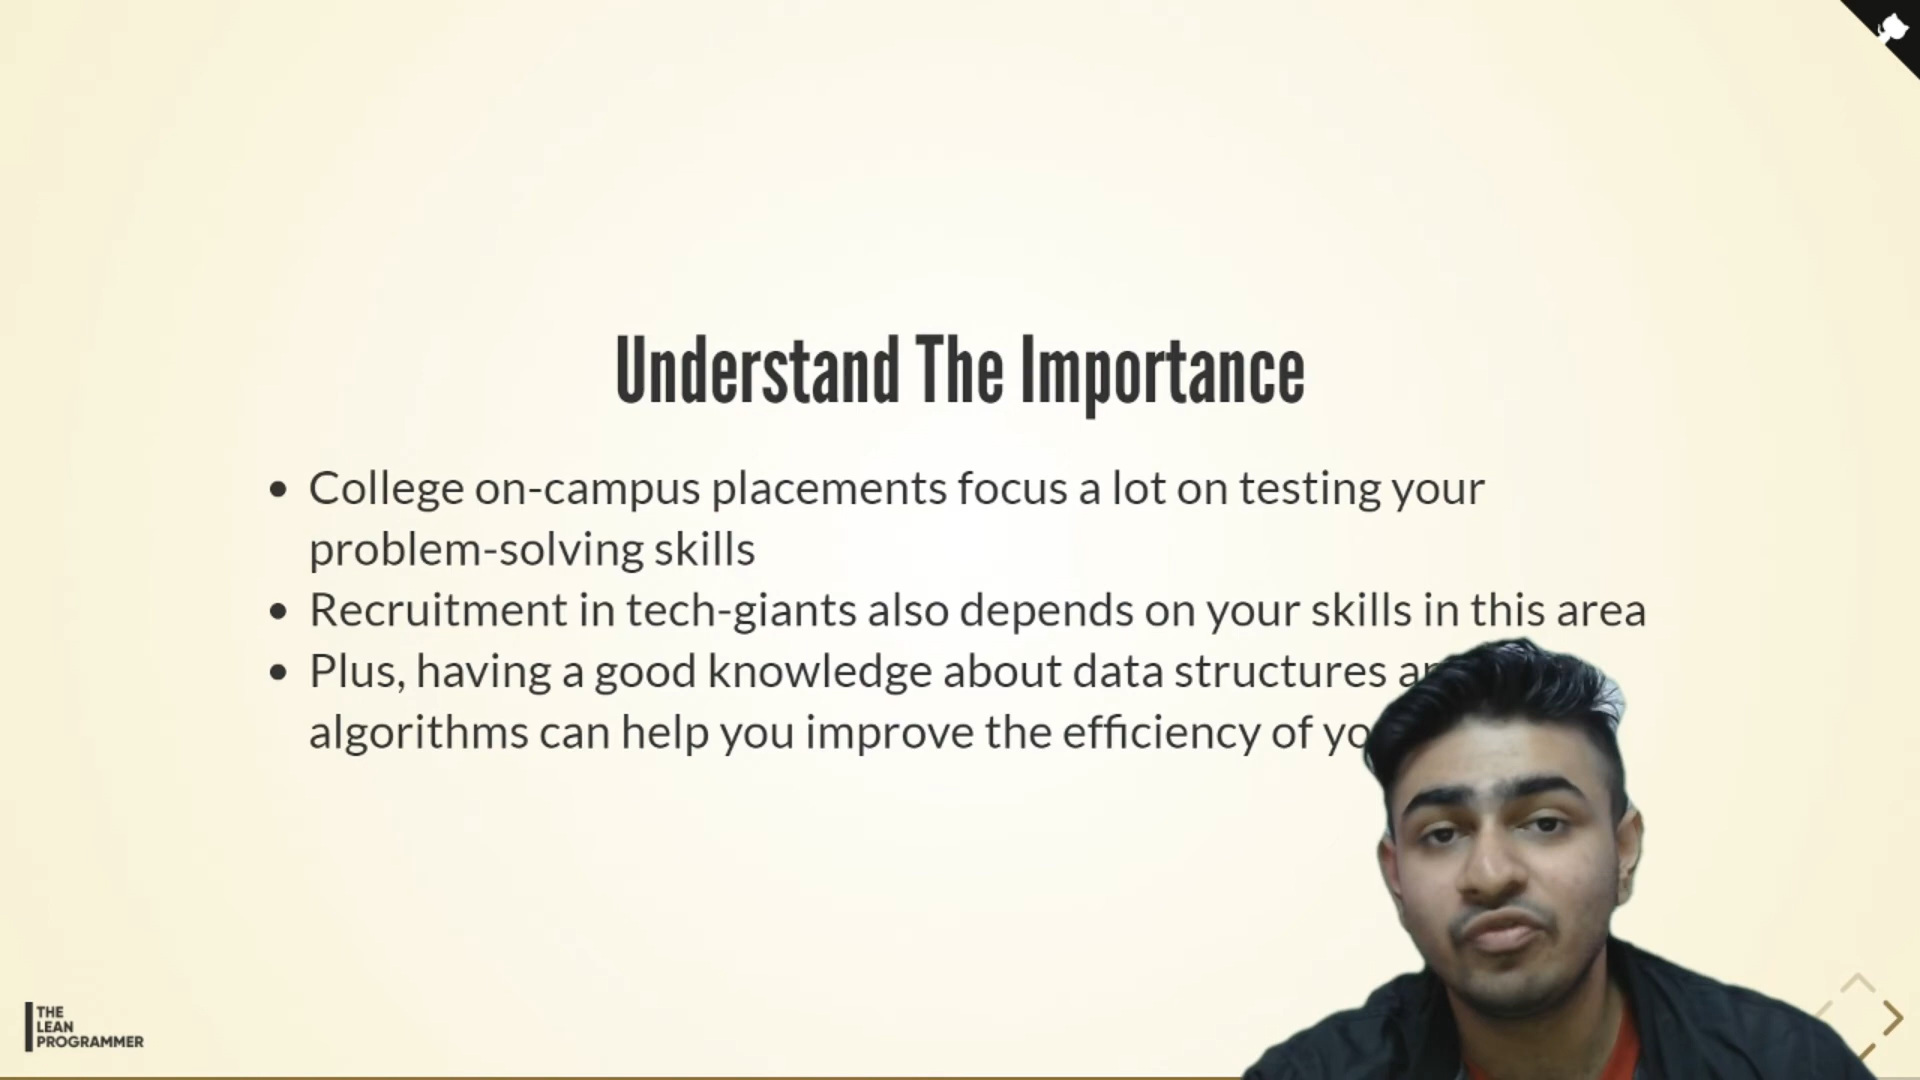 Understand The Importance
• College on-campus placements focus a lot on testing your
problem-solving skills
• Recruitment in tech-giants also depends on your skills in this area
• Plus, having a good knowledge about data structures
algorithms can help you improve the efficiency of
THE
LEAN
PROGRAMMER